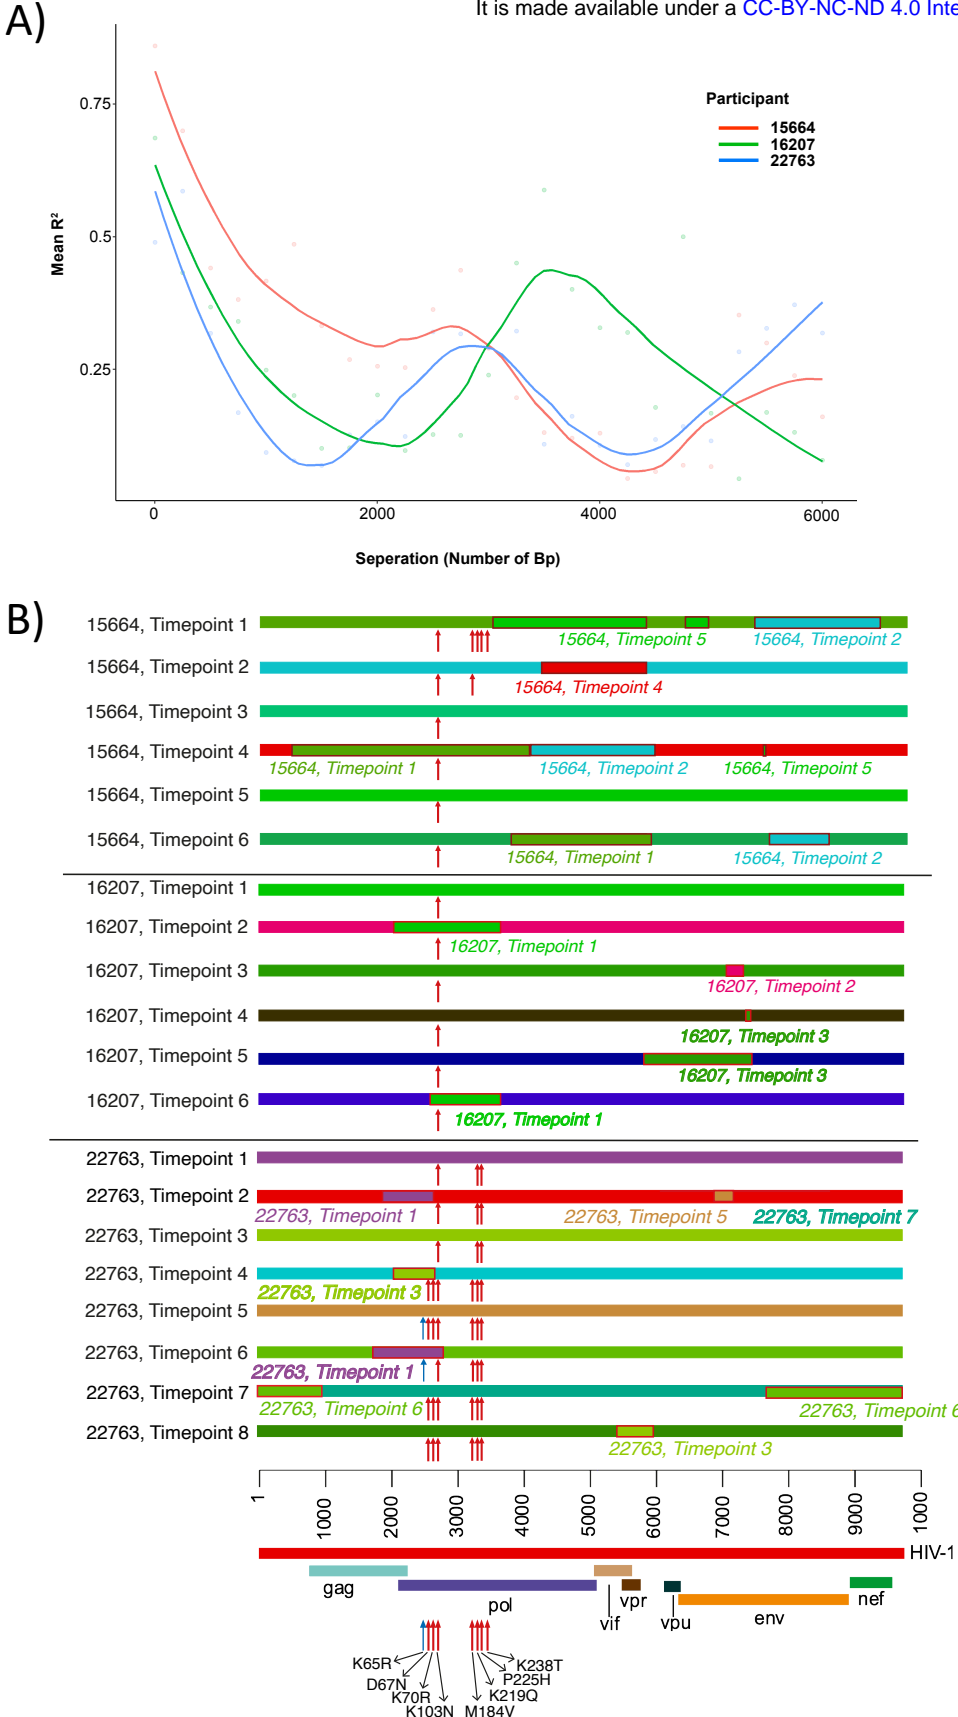 It is made available under a CC-BY-NC-ND 4.0 Inte
A)
Participant
15664
16207
22763
0.75
0.5
0.25
Mean R²
0
2000
4000
6000
Seperation (Number of Bp)
B)
15664, Timepoint 1
15664, Timepoint 5
15664, Timepoint 2
15664, Timepoint 2
15664, Timepoint 4
15664, Timepoint 3
15664, Timepoint 4
15664, Timepoint 1
15664, Timepoint 2
15664, Timepoint 5
15664, Timepoint 5
15664, Timepoint 6
15664, Timepoint 1
15664, Timepoint 2
16207, Timepoint 1
16207, Timepoint 2
16207, Timepoint 1
16207, Timepoint 3
16207, Timepoint 2
16207, Timepoint 4
16207, Timepoint 3
16207, Timepoint 5
16207, Timepoint 3
16207, Timepoint 6
16207, Timepoint 1
22763, Timepoint 1
22763, Timepoint 2
22763, Timepoint 1
22763, Timepoint 5
22763, Timepoint 7
22763, Timepoint 3
22763, Timepoint 4
22763, Timepoint 3
22763, Timepoint 5
22763, Timepoint 6
22763, Timepoint 1
22763, Timepoint 7
22763, Timepoint 6
22763, Timepoint 6
22763, Timepoint 8
22763, Timepoint 3
1
1000
2000
3000
4000
5000
6000
7000
8000
9000
1000
HIV-1
gag
pol
vif
vpr
vpu
env
nef
K65R
D67N
K70R
K103N
M184V
K219Q
P225H
K238T